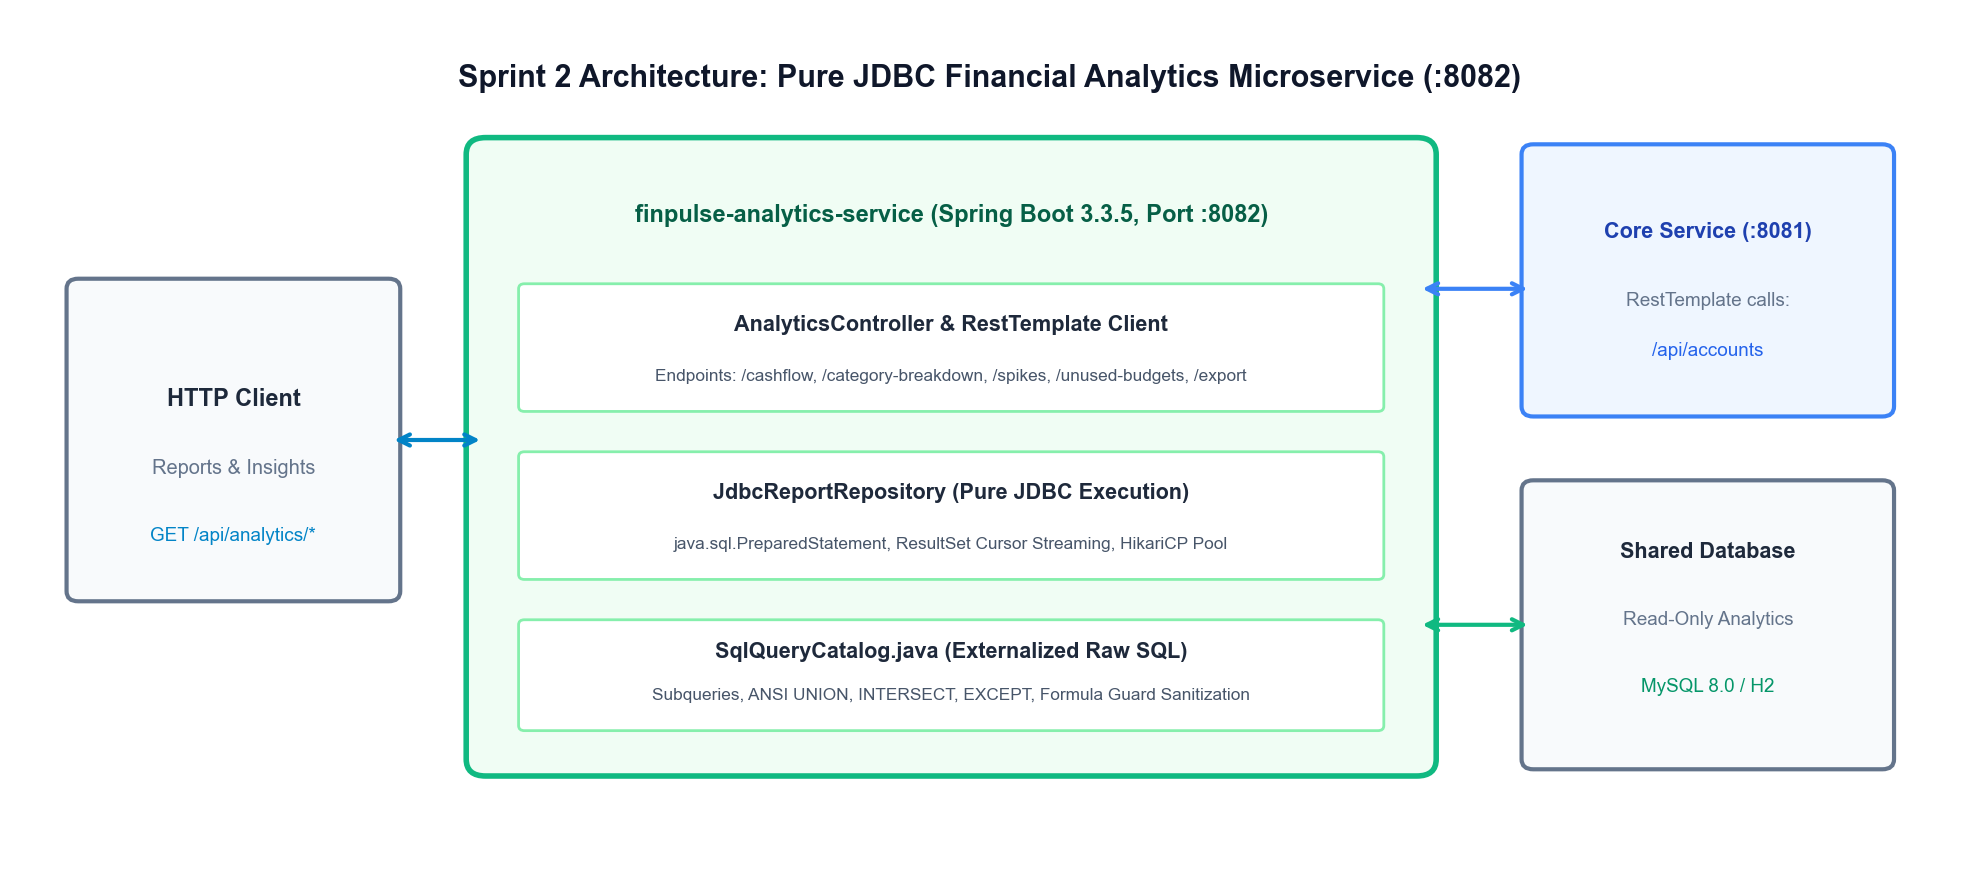 Sprint 2 Architecture: Pure JDBC Financial Analytics Microservice (:8082)
HTTP Client
Reports & Insights
GET /api/analytics/*
finpulse-analytics-service (Spring Boot 3.3.5, Port :8082)
AnalyticsController & RestTemplate Client
Endpoints: /cashflow, /category-breakdown, /spikes, /unused-budgets, /export
JdbcReportRepository (Pure JDBC Execution)
java.sql.PreparedStatement, ResultSet Cursor Streaming, HikariCP Pool
SqlQueryCatalog.java (Externalized Raw SQL)
Subqueries, ANSI UNION, INTERSECT, EXCEPT, Formula Guard Sanitization
Core Service (:8081)
RestTemplate calls:
/api/accounts
Shared Database
Read-Only Analytics
MySQL 8.0 / H2